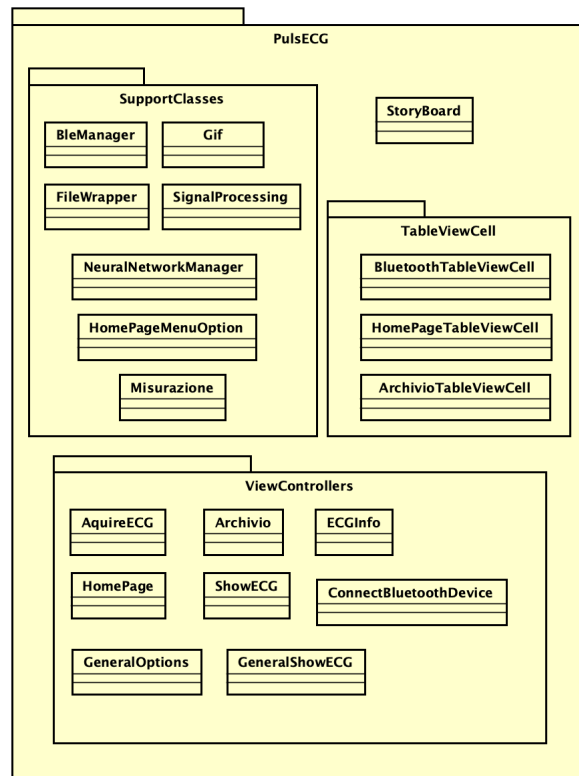 PulsECG
SupportClasses
BleManager
Gif
FileWrapper
SignalProcessing
NeuralNetworkManager
HomePageMenuOption
Misurazione
StoryBoard
TableViewCell
BluetoothTableViewCell
HomePageTableViewCell
ArchivioTableViewCell
ViewControllers
AquireECG
Archivio
ECGInfo
HomePage
ShowECG
ConnectBluetoothDevice
GeneralOptions
GeneralShowECG